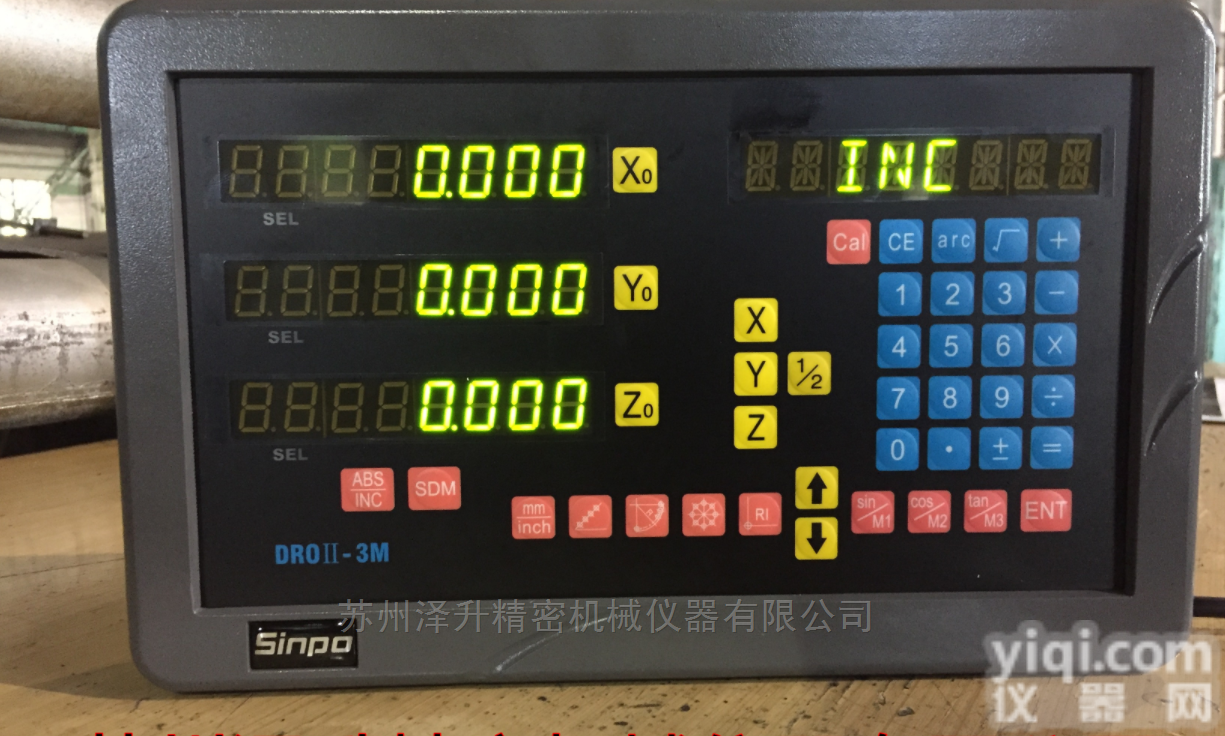 0.000 X₀ INC
SEL
Cal CE arc √ +
0.000 Y₀
1 2 3 −
SEL
X
4 5 6 ×
Y 1/2
0.000 Z₀
7 8 9 ÷
Z
SEL
0 . ± =
ABS/INC SDM
mm/inch RI sin/M1 cos/M2 tan/M3 ENT
DROⅡ-3M
苏州泽升精密机械仪器有限公司
Sinpo
yiqi.com
仪器网